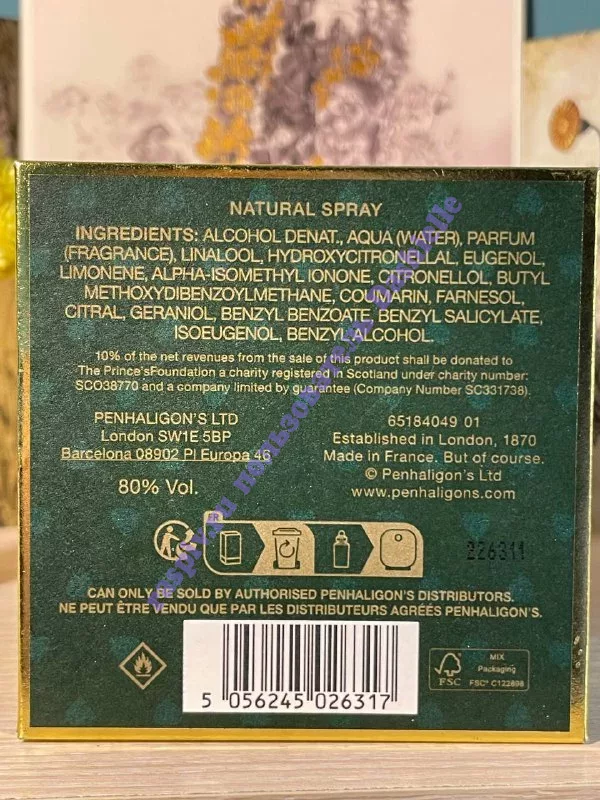 NATURAL SPRAY
INGREDIENTS: ALCOHOL DENAT., AQUA (WATER), PARFUM
(FRAGRANCE), LINALOOL, HYDROXYCITRONELLAL, EUGENOL,
LIMONENE, ALPHA-ISOMETHYL IONONE, CITRONELLOL, BUTYL
METHOXYDIBENZOYLMETHANE, COUMARIN, FARNESOL,
CITRAL, GERANIOL, BENZYL BENZOATE, BENZYL SALICYLATE,
ISOEUGENOL, BENZYL ALCOHOL.
10% of the net revenues from the sale of this product shall be donated to
The Prince'sFoundation a charity registered in Scotland under charity number:
SCO38770 and a company limited by guarantee (Company Number SC331738).
PENHALIGON'S LTD
London SW1E 5BP
Barcelona 08902 Pl Europa 46
80% Vol.
65184049 01
Established in London, 1870
Made in France. But of course.
© Penhaligon's Ltd
www.penhaligons.com
FR
226311
CAN ONLY BE SOLD BY AUTHORISED PENHALIGON'S DISTRIBUTORS.
NE PEUT ÊTRE VENDU QUE PAR LES DISTRIBUTEURS AGRÉÉS PENHALIGON'S.
5 056245 026317
FSC
MIX
Packaging
FSC® C122698